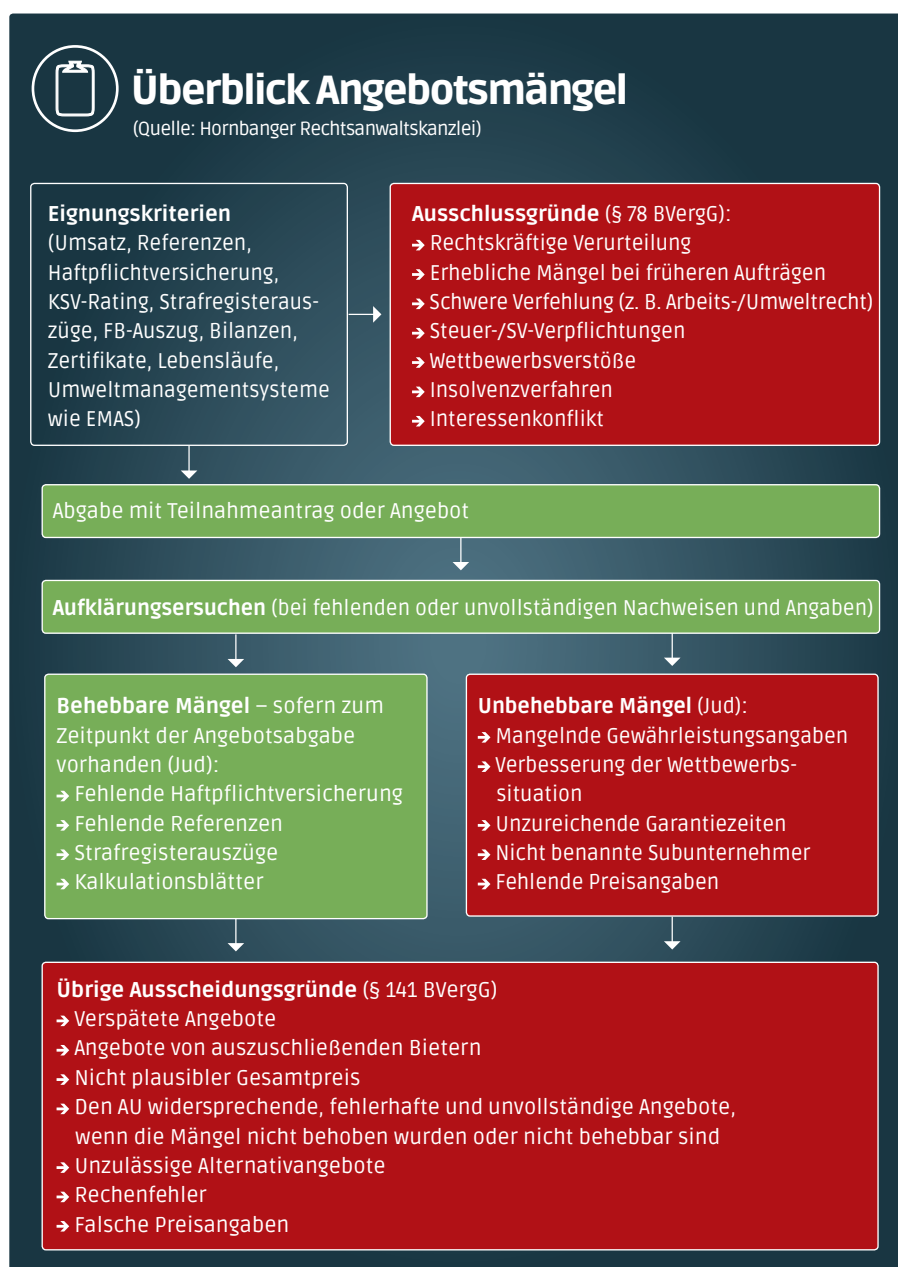 Überblick Angebotsmängel
(Quelle: Hornbanger Rechtsanwaltskanzlei)
Eignungskriterien
(Umsatz, Referenzen,
Haftpflichtversicherung,
KSV-Rating, Strafregisteraus-
züge, FB-Auszug, Bilanzen,
Zertifikate, Lebensläufe,
Umweltmanagementsysteme
wie EMAS)
Ausschlussgründe (§ 78 BVergG):
→ Rechtskräftige Verurteilung
→ Erhebliche Mängel bei früheren Aufträgen
→ Schwere Verfehlung (z. B. Arbeits-/Umweltrecht)
→ Steuer-/SV-Verpflichtungen
→ Wettbewerbsverstöße
→ Insolvenzverfahren
→ Interessenkonflikt
Abgabe mit Teilnahmeantrag oder Angebot
Aufklärungsersuchen (bei fehlenden oder unvollständigen Nachweisen und Angaben)
Behebbare Mängel – sofern zum
Zeitpunkt der Angebotsabgabe
vorhanden (Jud):
→ Fehlende Haftpflichtversicherung
→ Fehlende Referenzen
→ Strafregisterauszüge
→ Kalkulationsblätter
Unbehebbare Mängel (Jud):
→ Mangelnde Gewährleistungsangaben
→ Verbesserung der Wettbewerbs-
situation
→ Unzureichende Garantiezeiten
→ Nicht benannte Subunternehmer
→ Fehlende Preisangaben
Übrige Ausscheidungsgründe (§ 141 BVergG)
→ Verspätete Angebote
→ Angebote von auszuschließenden Bietern
→ Nicht plausibler Gesamtpreis
→ Den AU widersprechende, fehlerhafte und unvollständige Angebote,
wenn die Mängel nicht behoben wurden oder nicht behebbar sind
→ Unzulässige Alternativangebote
→ Rechenfehler
→ Falsche Preisangaben